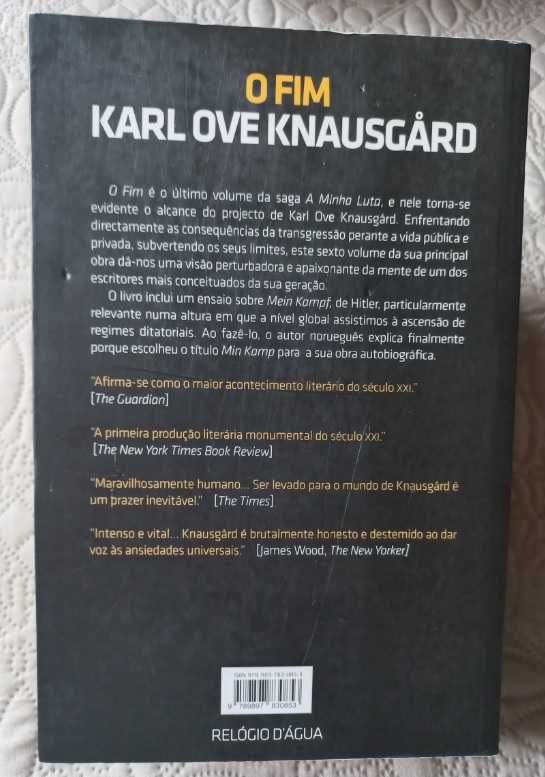 O FIM
KARL OVE KNAUSGÅRD
O Fim é o último volume da saga A Minha Luta, e nele torna-se
evidente o alcance do projecto de Karl Ove Knausgård. Enfrentando
directamente as consequências da transgressão perante a vida pública e
privada, subvertendo os seus limites, este sexto volume da sua principal
obra dá-nos uma visão perturbadora e apaixonante da mente de um dos
escritores mais conceituados da sua geração.
O livro inclui um ensaio sobre Mein Kampf, de Hitler, particularmente
relevante numa altura em que a nível global assistimos à ascensão de
regimes ditatoriais. Ao fazê-lo, o autor norueguês explica finalmente
porque escolheu o título Min Kamp para a sua obra autobiográfica.
"Afirma-se como o maior acontecimento literário do século XXI."
[The Guardian]
"A primeira produção literária monumental do século XXI."
[The New York Times Book Review]
"Maravilhosamente humano... Ser levado para o mundo de Knausgård é
um prazer inevitável." [The Times]
"Intenso e vital... Knausgård é brutalmente honesto e destemido ao dar
voz às ansiedades universais." [James Wood, The New Yorker]
ISBN 978
9 789897 830853
RELÓGIO D'ÁGUA